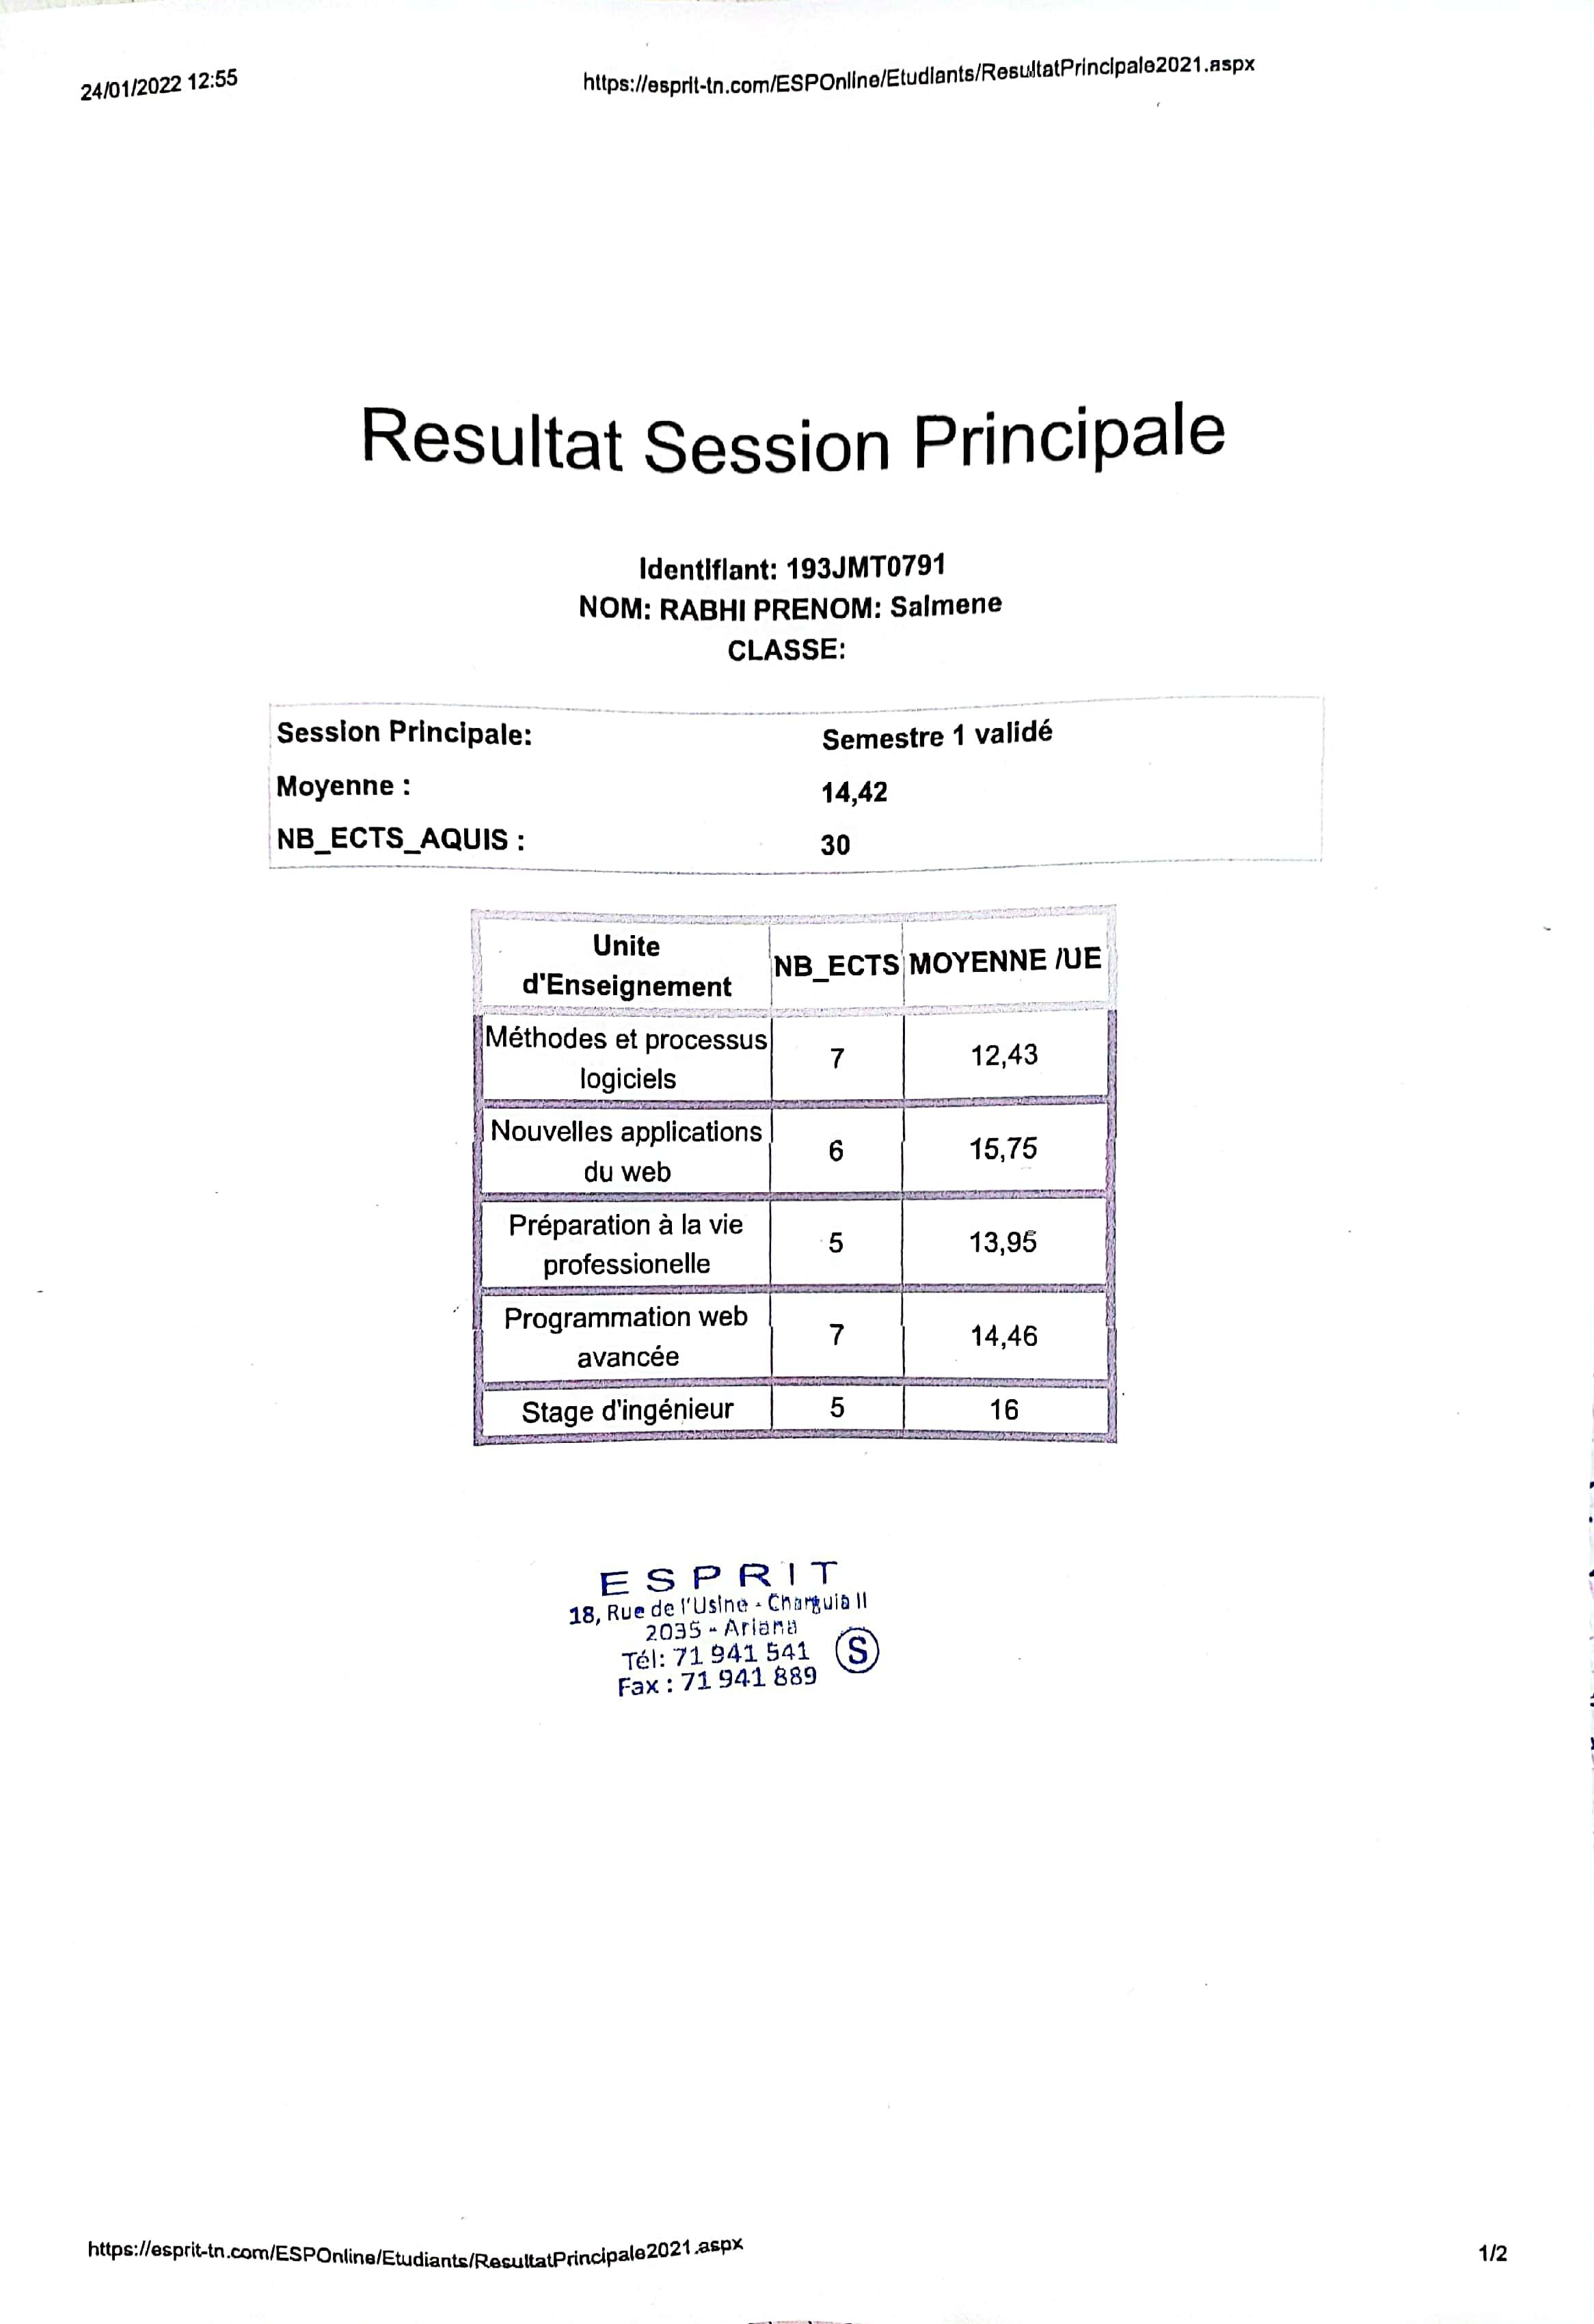 24/01/2022 12:55
https://esprit-tn.com/ESPOnline/Etudiants/ResultatPrincipale2021.aspx
Resultat Session Principale
Identifiant: 193JMT0791
NOM: RABHI PRENOM: Salmene
CLASSE:
Session Principale: Semestre 1 validé
Moyenne : 14,42
NB_ECTS_AQUIS : 30
Unite
d'Enseignement NB_ECTS MOYENNE /UE
Méthodes et processus
logiciels 7 12,43
Nouvelles applications
du web 6 15,75
Préparation à la vie
professionelle 5 13,95
Programmation web
avancée 7 14,46
Stage d'ingénieur 5 16
ESPRIT
18, Rue de l'Usine - Charguia II
2035 - Ariana
Tél: 71 941 541 S
Fax : 71 941 889
https://esprit-tn.com/ESPOnline/Etudiants/ResultatPrincipale2021.aspx 1/2